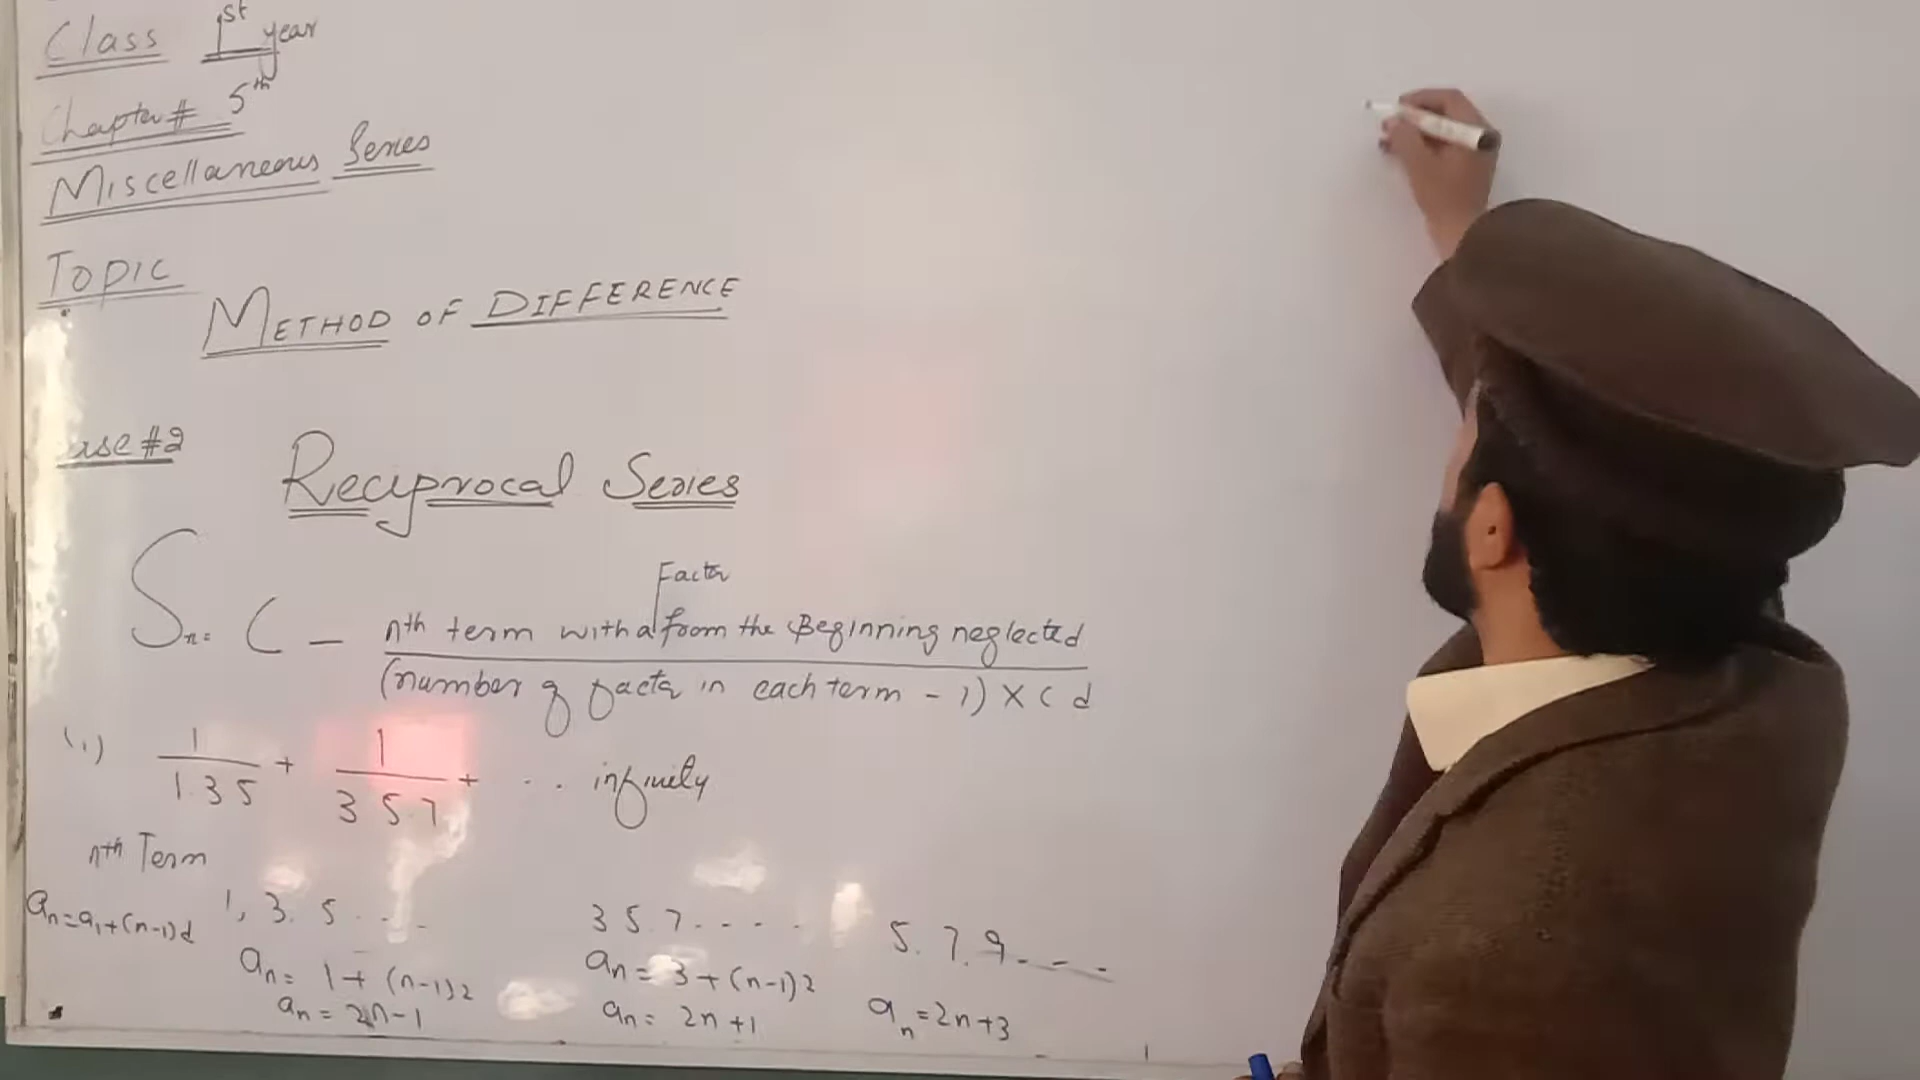 Class 1st year
Chapter # 5th
Miscellaneous Series
Topic
METHOD OF DIFFERENCE
ase #2
Reciprocal Series
Factor
Sn = C - nth term with a from the Beginning neglected
(number of factor in each term - 1) X C d
(1) 1/1.3.5 + 1/3.5.7 + ... infinity
nth Term
an = a1 + (n-1)d 1, 3. 5 .... 3 5.7 - - - - 5. 7. 9. - - -
an = 1 + (n-1)2 an = 3 + (n-1)2
an = 2n-1 an = 2n+1 an = 2n+3